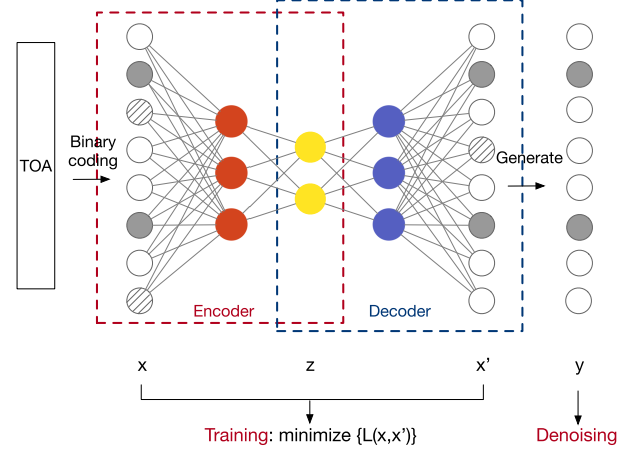 TOA
Binary
coding
Generate
Encoder
Decoder
x
z
x’
y
Training: minimize {L(x,x’)}
Denoising